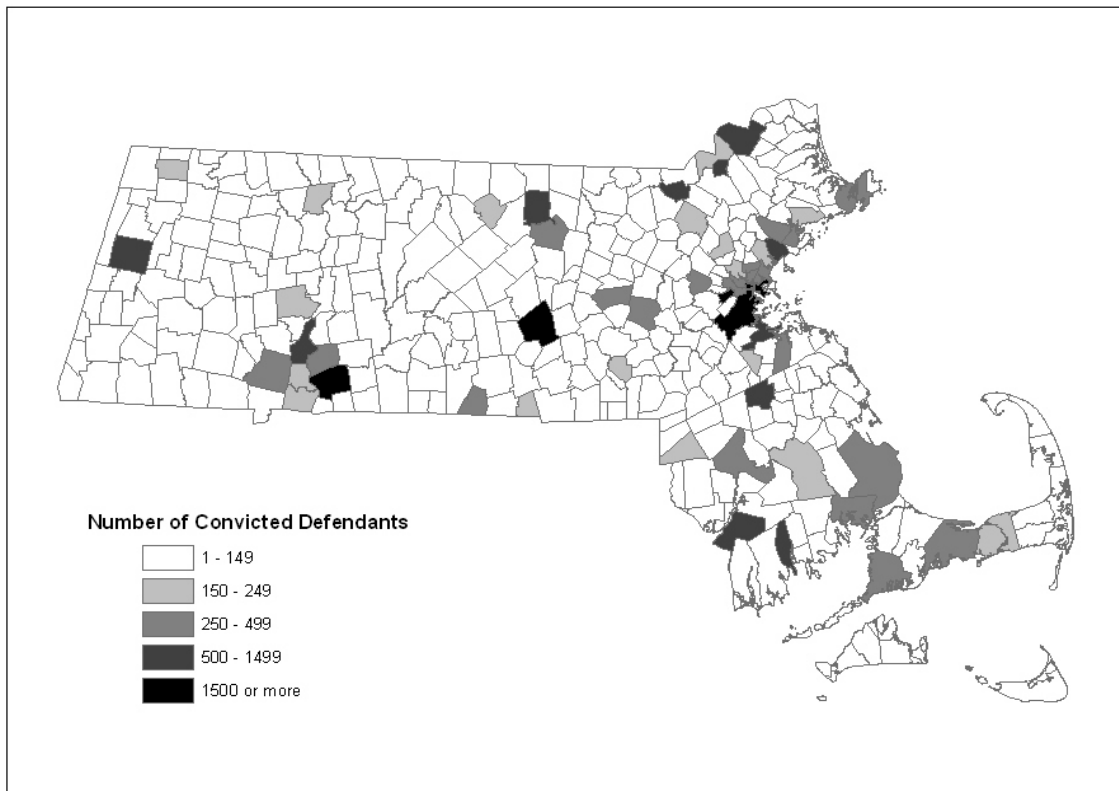 Number of Convicted Defendants
1 - 149
150 - 249
250 - 499
500 - 1499
1500 or more